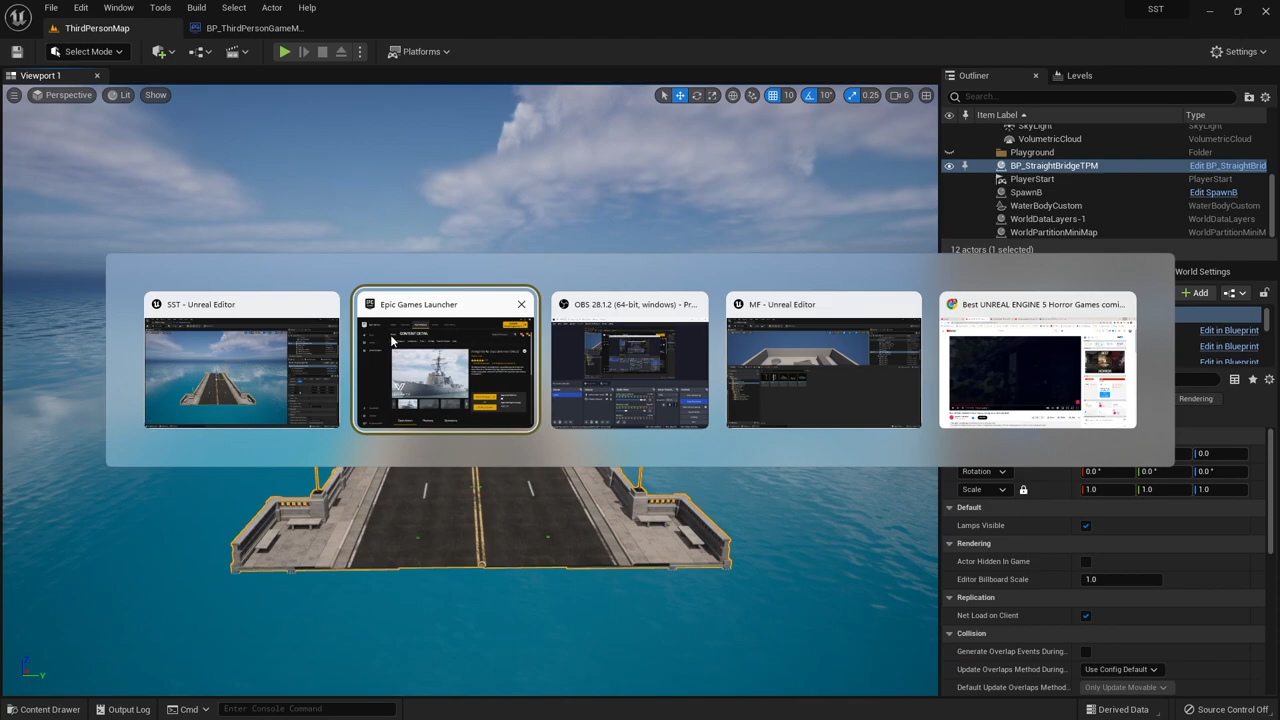 File Edit Window Tools Build Select Actor Help
SST
ThirdPersonMap
BP_ThirdPersonGameM...
Select Mode
Platforms
Settings
Viewport 1
Outliner
Levels
Perspective
Lit
Show
10
10°
0.25
6
Search...
Item Label
Type
SkyLight
SkyLight
VolumetricCloud
VolumetricCloud
Playground
Folder
BP_StraightBridgeTPM
Edit BP_StraightBrid
PlayerStart
PlayerStart
SpawnB
Edit SpawnB
WaterBodyCustom
WaterBodyCustom
WorldDataLayers-1
WorldDataLayers
WorldPartitionMiniMap
WorldPartitionMiniM
12 actors (1 selected)
World Settings
SST - Unreal Editor
Epic Games Launcher
OBS 28.1.2 (64-bit, windows) - Pr...
MF - Unreal Editor
Best UNREAL ENGINE 5 Horror Games comi...
Add
Edit in Blueprint
Edit in Blueprint
Edit in Blueprint
Rendering
0.0
Rotation
0.0 °
0.0 °
0.0 °
Scale
1.0
1.0
1.0
Default
Lamps Visible
Rendering
Actor Hidden In Game
Editor Billboard Scale
1.0
Replication
Net Load on Client
Collision
Generate Overlap Events During...
Update Overlaps Method During...
Use Config Default
Default Update Overlaps Method...
Only Update Movable
Z
Y
Content Drawer
Output Log
Cmd
Enter Console Command
Derived Data
Source Control Off